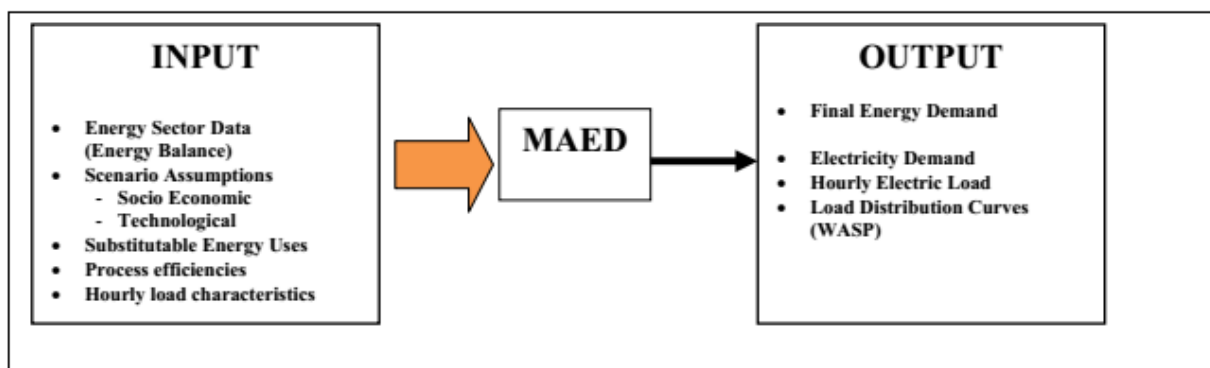 INPUT
• Energy Sector Data
(Energy Balance)
• Scenario Assumptions
- Socio Economic
- Technological
• Substitutable Energy Uses
• Process efficiencies
• Hourly load characteristics
MAED
OUTPUT
• Final Energy Demand
• Electricity Demand
• Hourly Electric Load
• Load Distribution Curves
(WASP)